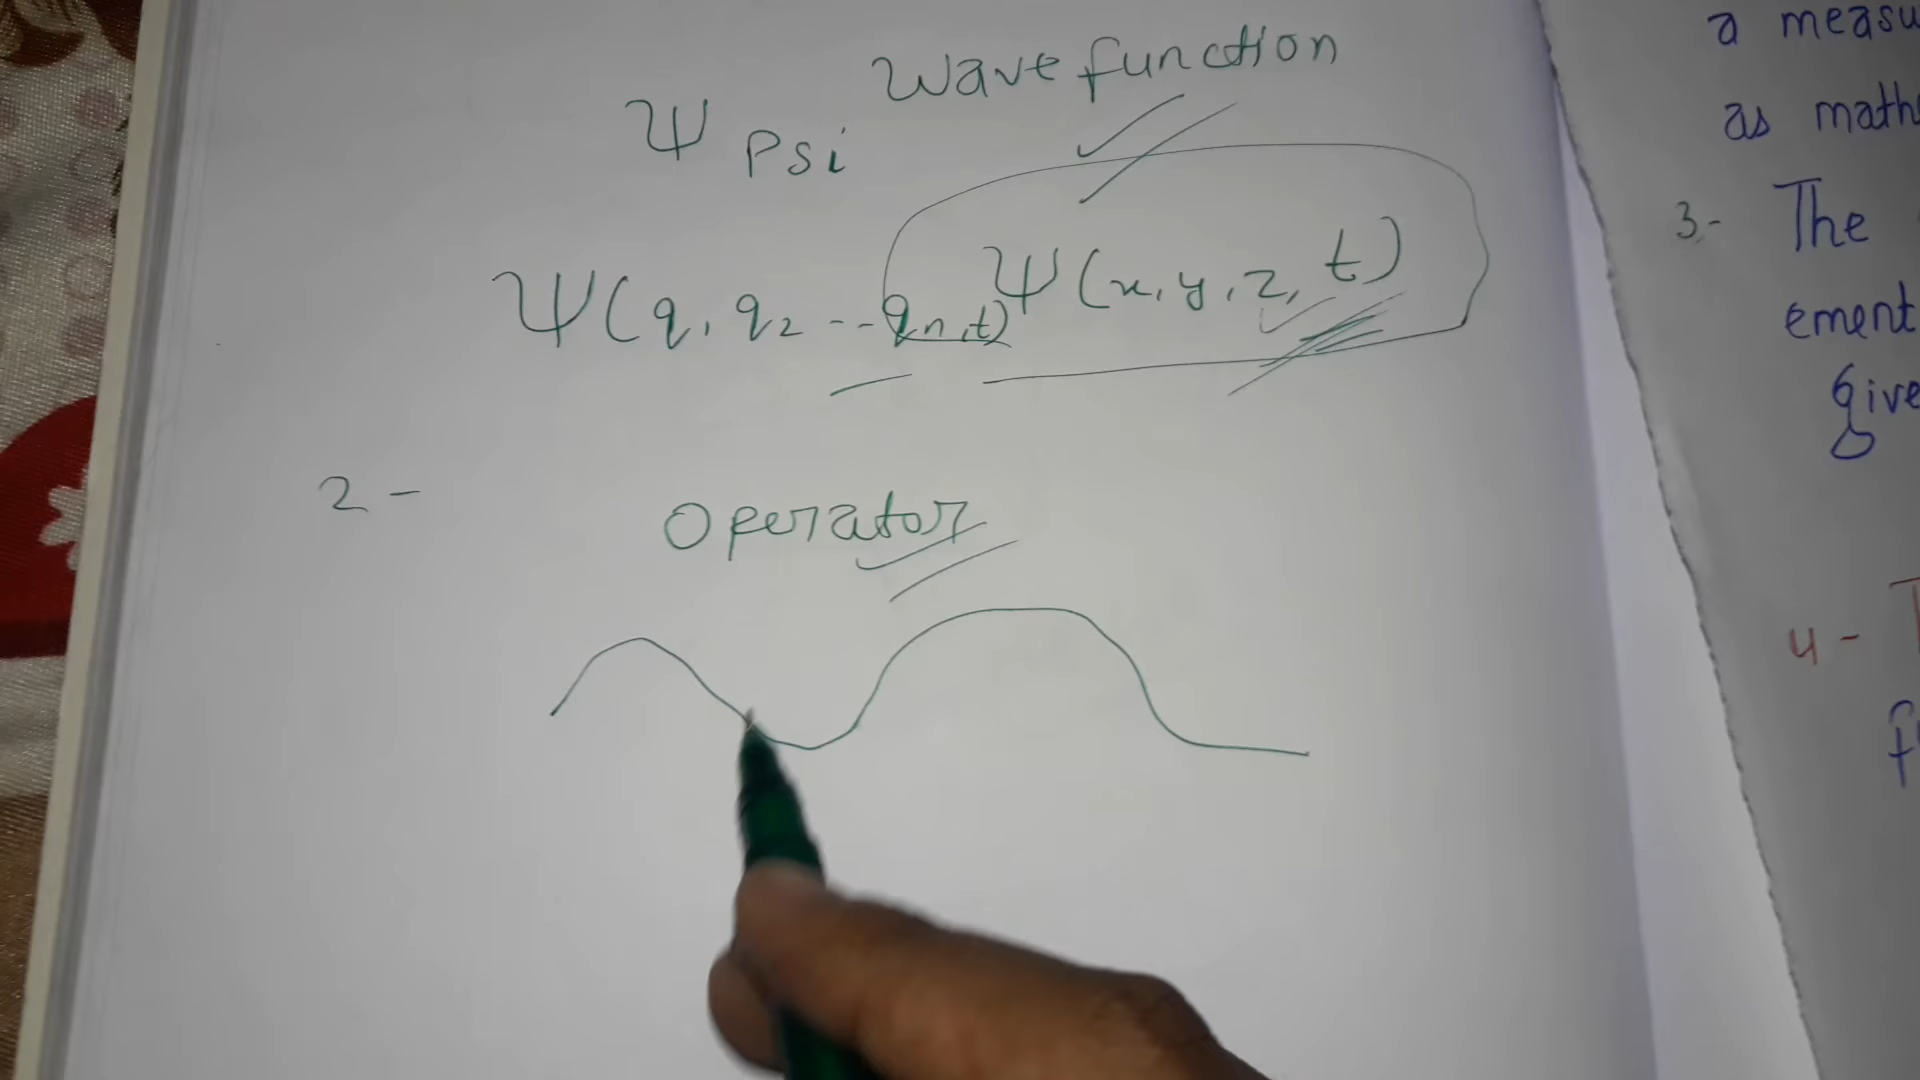 Wave function
Ψ Psi
Ψ(q, q2 --- qn,t) Ψ(x, y, z, t)
2 -
Operator
a measu
as math
3- The
ement
give
4 -